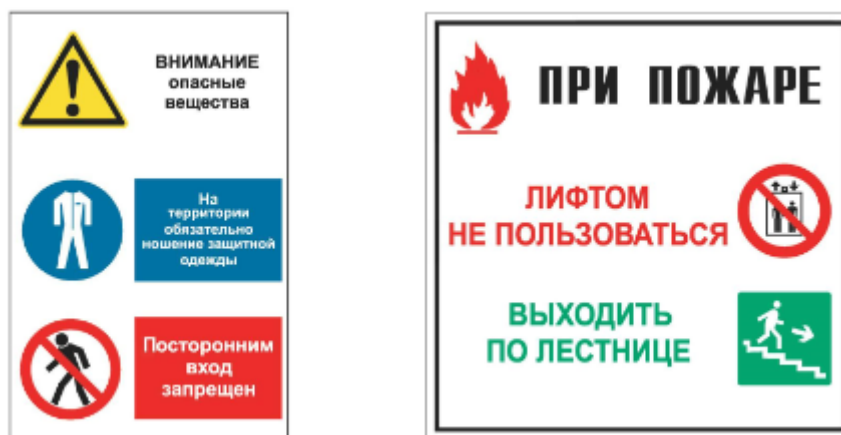 ВНИМАНИЕ
опасные
вещества
На
территории
обязательно
ношение защитной
одежды
Посторонним
вход
запрещен
ПРИ ПОЖАРЕ
ЛИФТОМ
НЕ ПОЛЬЗОВАТЬСЯ
ВЫХОДИТЬ
ПО ЛЕСТНИЦЕ